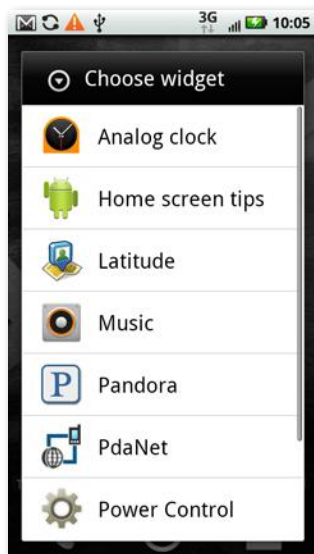 3G 10:05
Choose widget
Analog clock
Home screen tips
Latitude
Music
P Pandora
PdaNet
Power Control